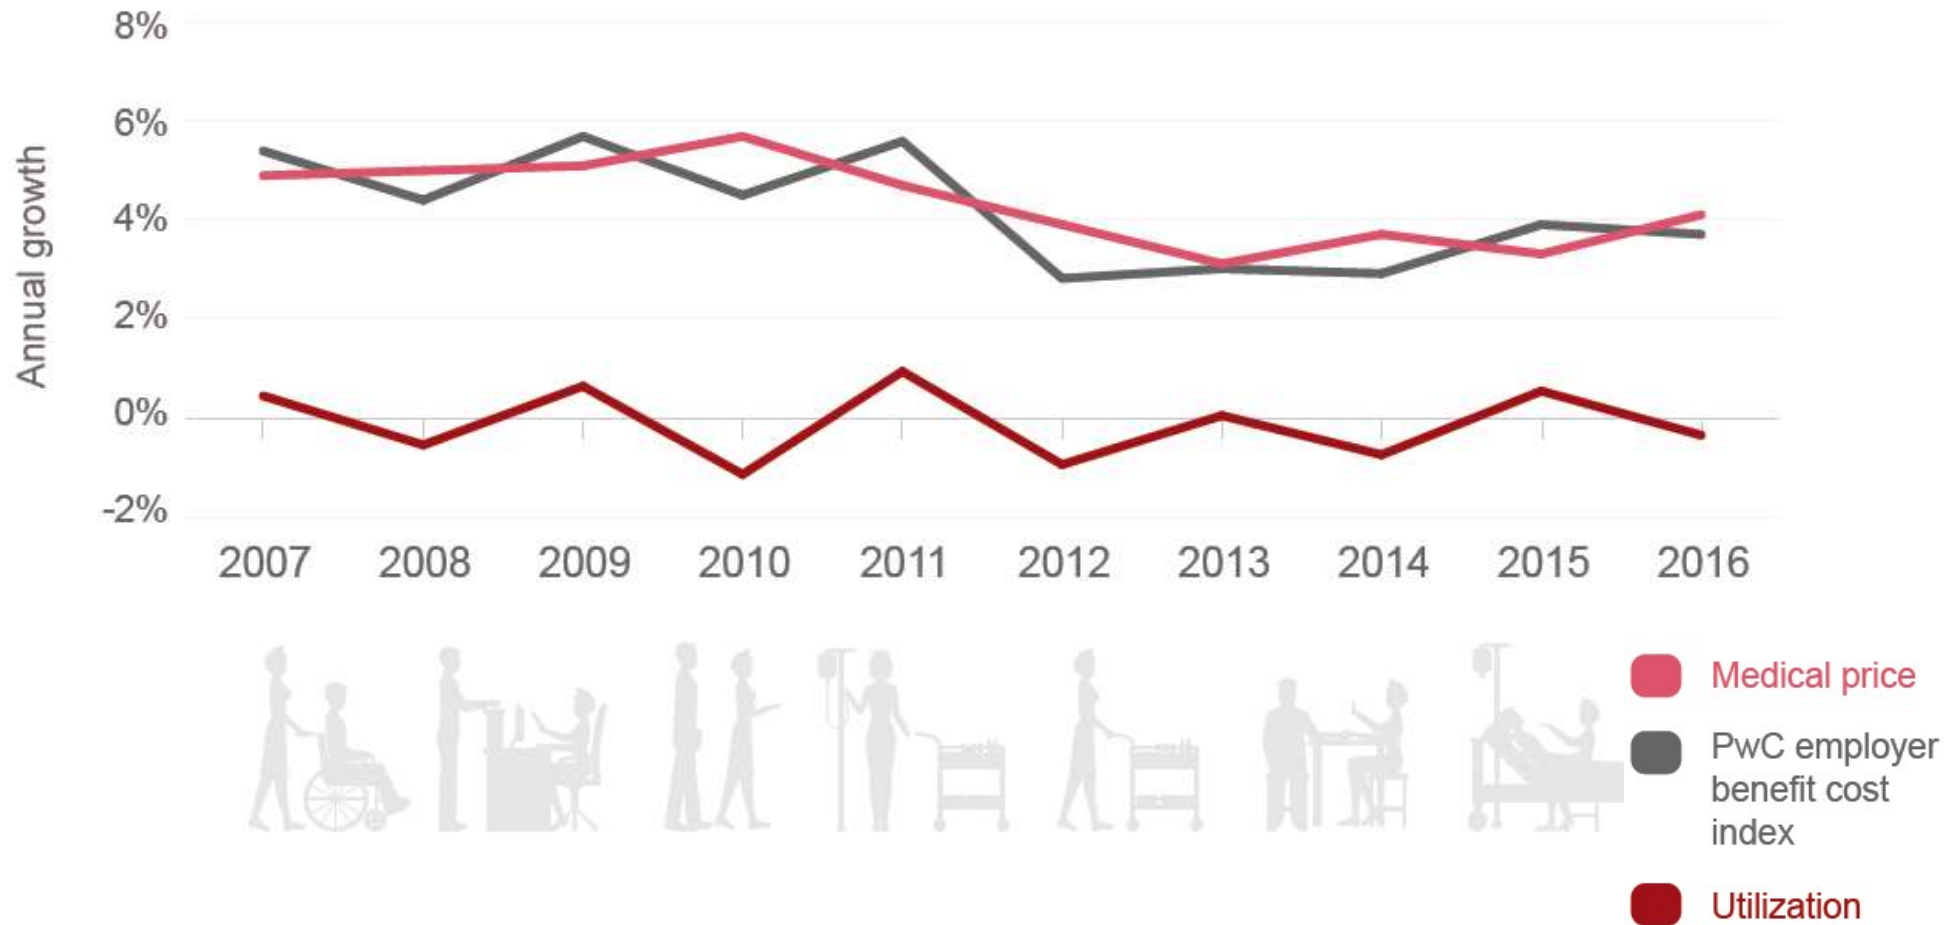 8%
6%
4%
2%
0%
-2%
Annual growth
2007 2008 2009 2010 2011 2012 2013 2014 2015 2016
Medical price
PwC employer
benefit cost
index
Utilization